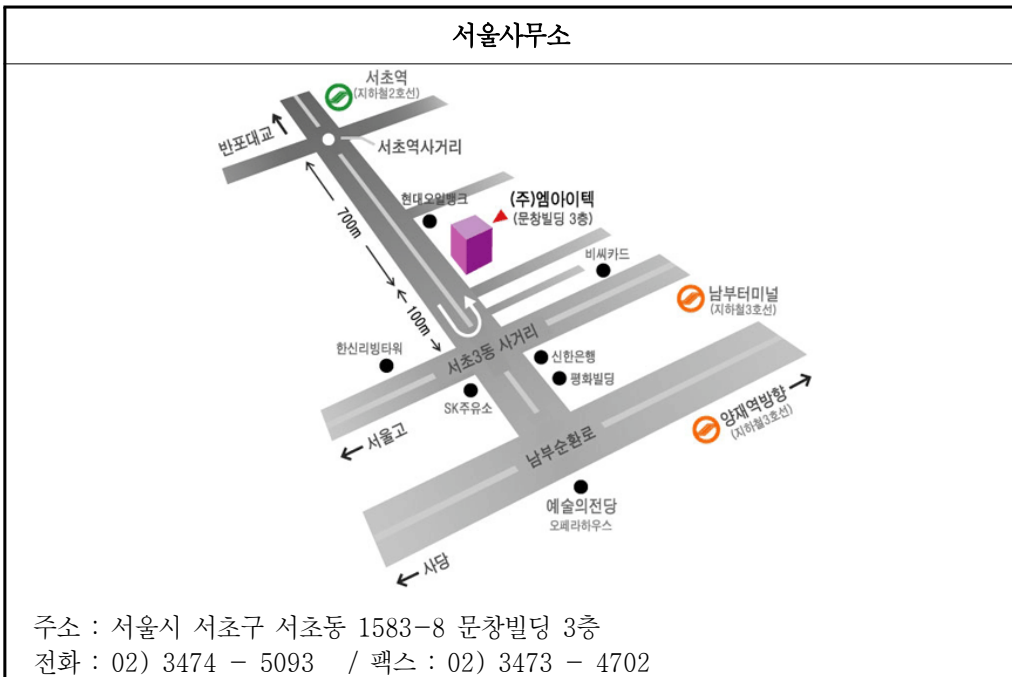 서울사무소
서초역
(지하철2호선)
반포대교
서초역사거리
현대오일뱅크
(주)엠아이텍
(문창빌딩 3층)
700m
비씨카드
남부터미널
(지하철3호선)
100m
한신리빙타워
서초3동 사거리
신한은행
평화빌딩
SK주유소
양재역방향
(지하철3호선)
서울고
남부순환로
예술의전당
오페라하우스
사당
주소 : 서울시 서초구 서초동 1583-8 문창빌딩 3층
전화 : 02) 3474 - 5093 / 팩스 : 02) 3473 - 4702